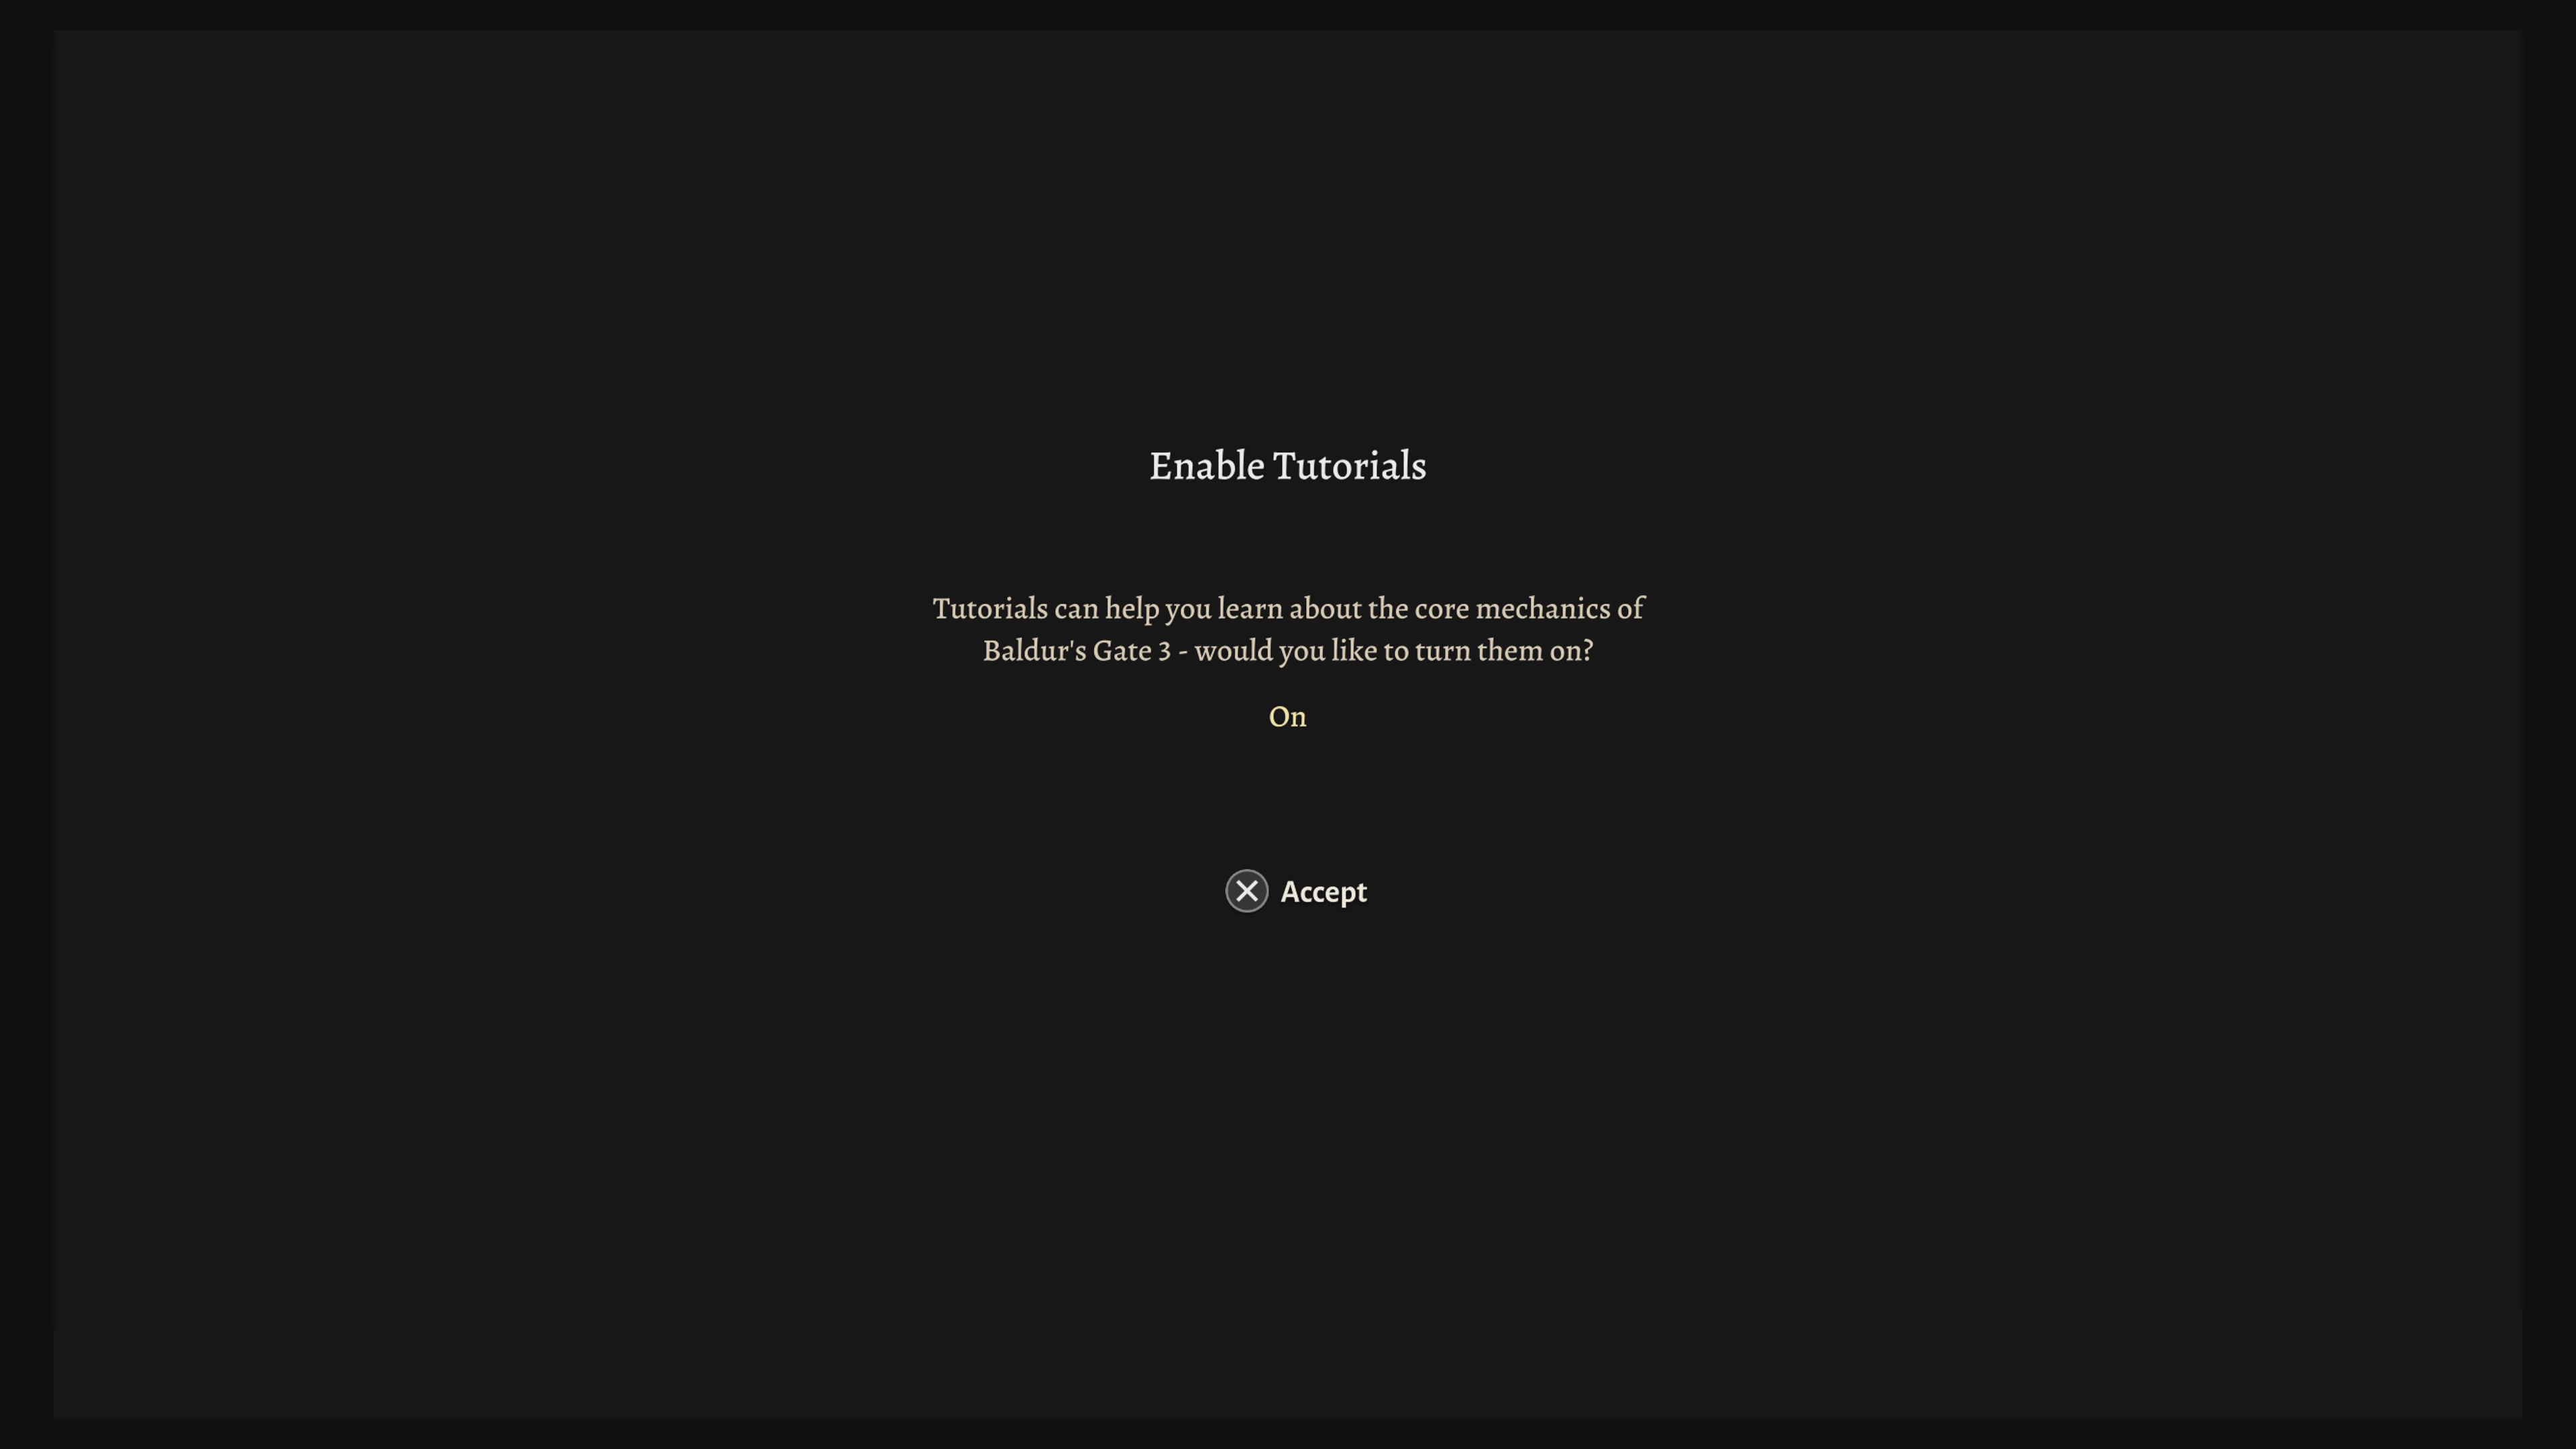 Enable Tutorials
Tutorials can help you learn about the core mechanics of
Baldur's Gate 3 - would you like to turn them on?
On
Accept